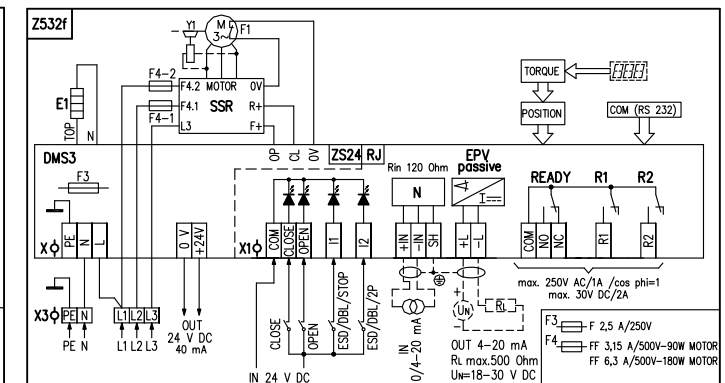 Z532f
Y1
M
3~
F1
F4-2
MOTOR
F4.2
0V
F4.1
SSR
R+
F4-1
L3
F+
E1
TOP
N
OP
CL
0V
TORQUE
POSITION
COM (RS 232)
DMS3
ZS24
RJ
EPV
passive
Rin 120 Ohm
N
READY
R1
R2
F3
X
PE
N
L
0 V
+24V
X1
COM
CLOSE
OPEN
I1
I2
+IN
-IN
SH
+L
-L
COM
NO
NC
R1
R2
max. 250V AC/1A /cos phi=1
max. 30V DC/2A
X3
PE N
L1 L2 L3
PE N
L1 L2 L3
OUT
24 V DC
40 mA
CLOSE
OPEN
ESD/DBL/STOP
ESD/DBL/2P
IN 24 V DC
IN
0/4-20 mA
+
UN
-
RL
OUT 4-20 mA
RL max.500 Ohm
UN=18-30 V DC
F3
F 2,5 A/250V
F4
FF 3,15 A/500V-90W MOTOR
FF 6,3 A/500V-180W MOTOR